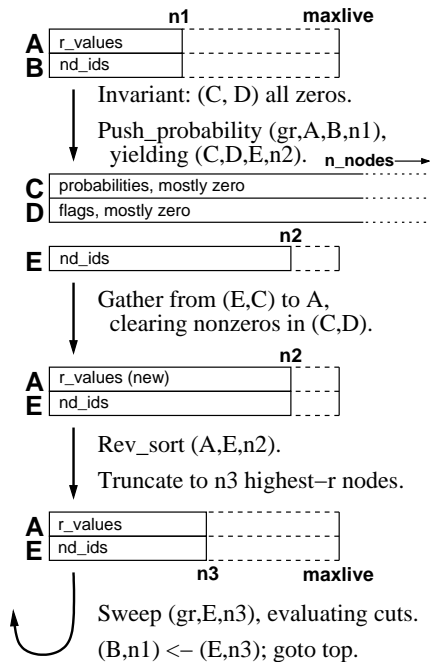 n1 maxlive
A r_values
B nd_ids
Invariant: (C, D) all zeros.
Push_probability (gr,A,B,n1),
yielding (C,D,E,n2).
n_nodes
C probabilities, mostly zero
D flags, mostly zero
n2
E nd_ids
Gather from (E,C) to A,
clearing nonzeros in (C,D).
n2
A r_values (new)
E nd_ids
Rev_sort (A,E,n2).
Truncate to n3 highest−r nodes.
A r_values
E nd_ids
n3 maxlive
Sweep (gr,E,n3), evaluating cuts.
(B,n1) <− (E,n3); goto top.